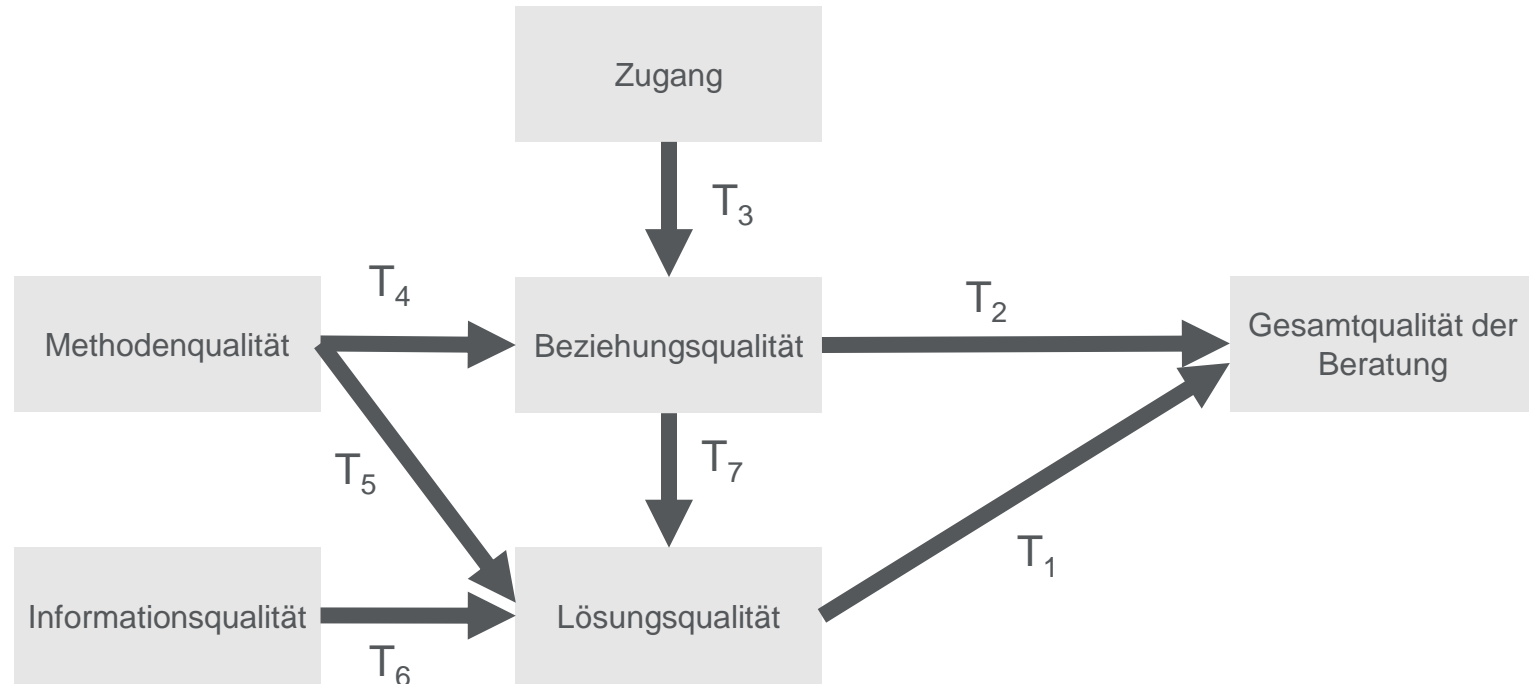 Zugang
T₃
T₄
T₂
Methodenqualität
Beziehungsqualität
Gesamtqualität der
Beratung
T₅
T₇
T₁
Informationsqualität
Lösungsqualität
T₆